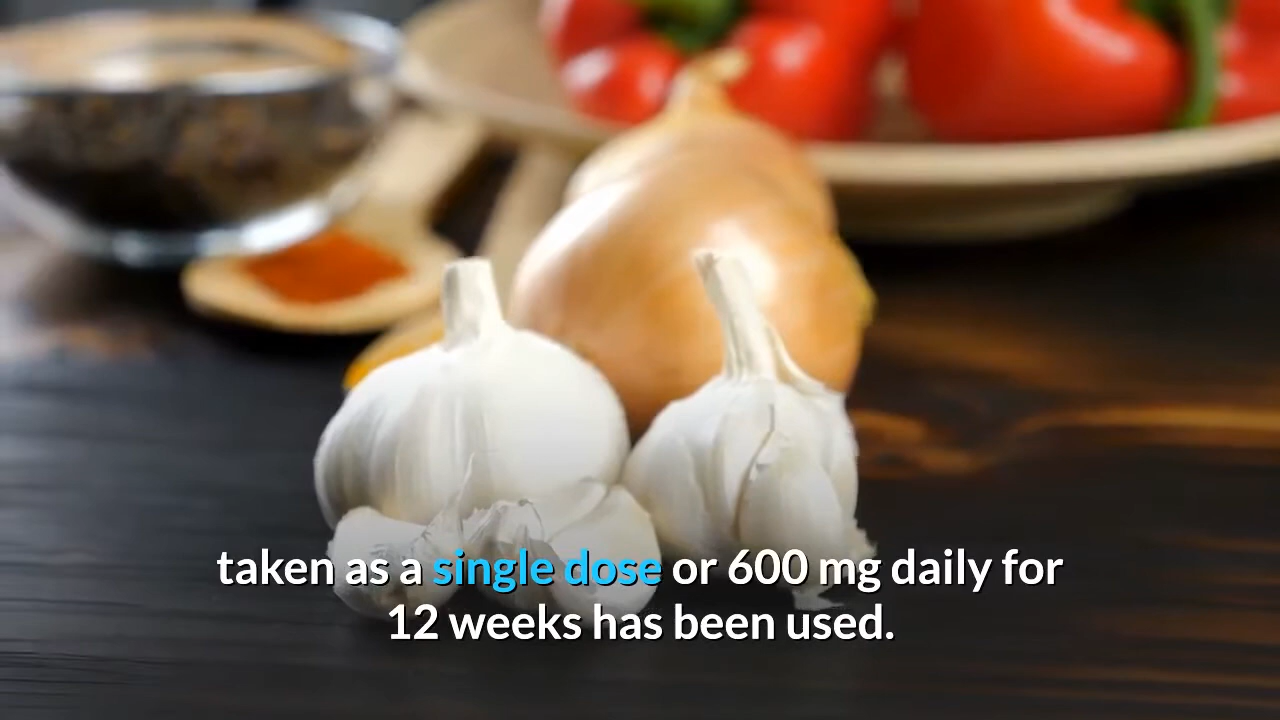 taken as a single dose or 600 mg daily for
12 weeks has been used.